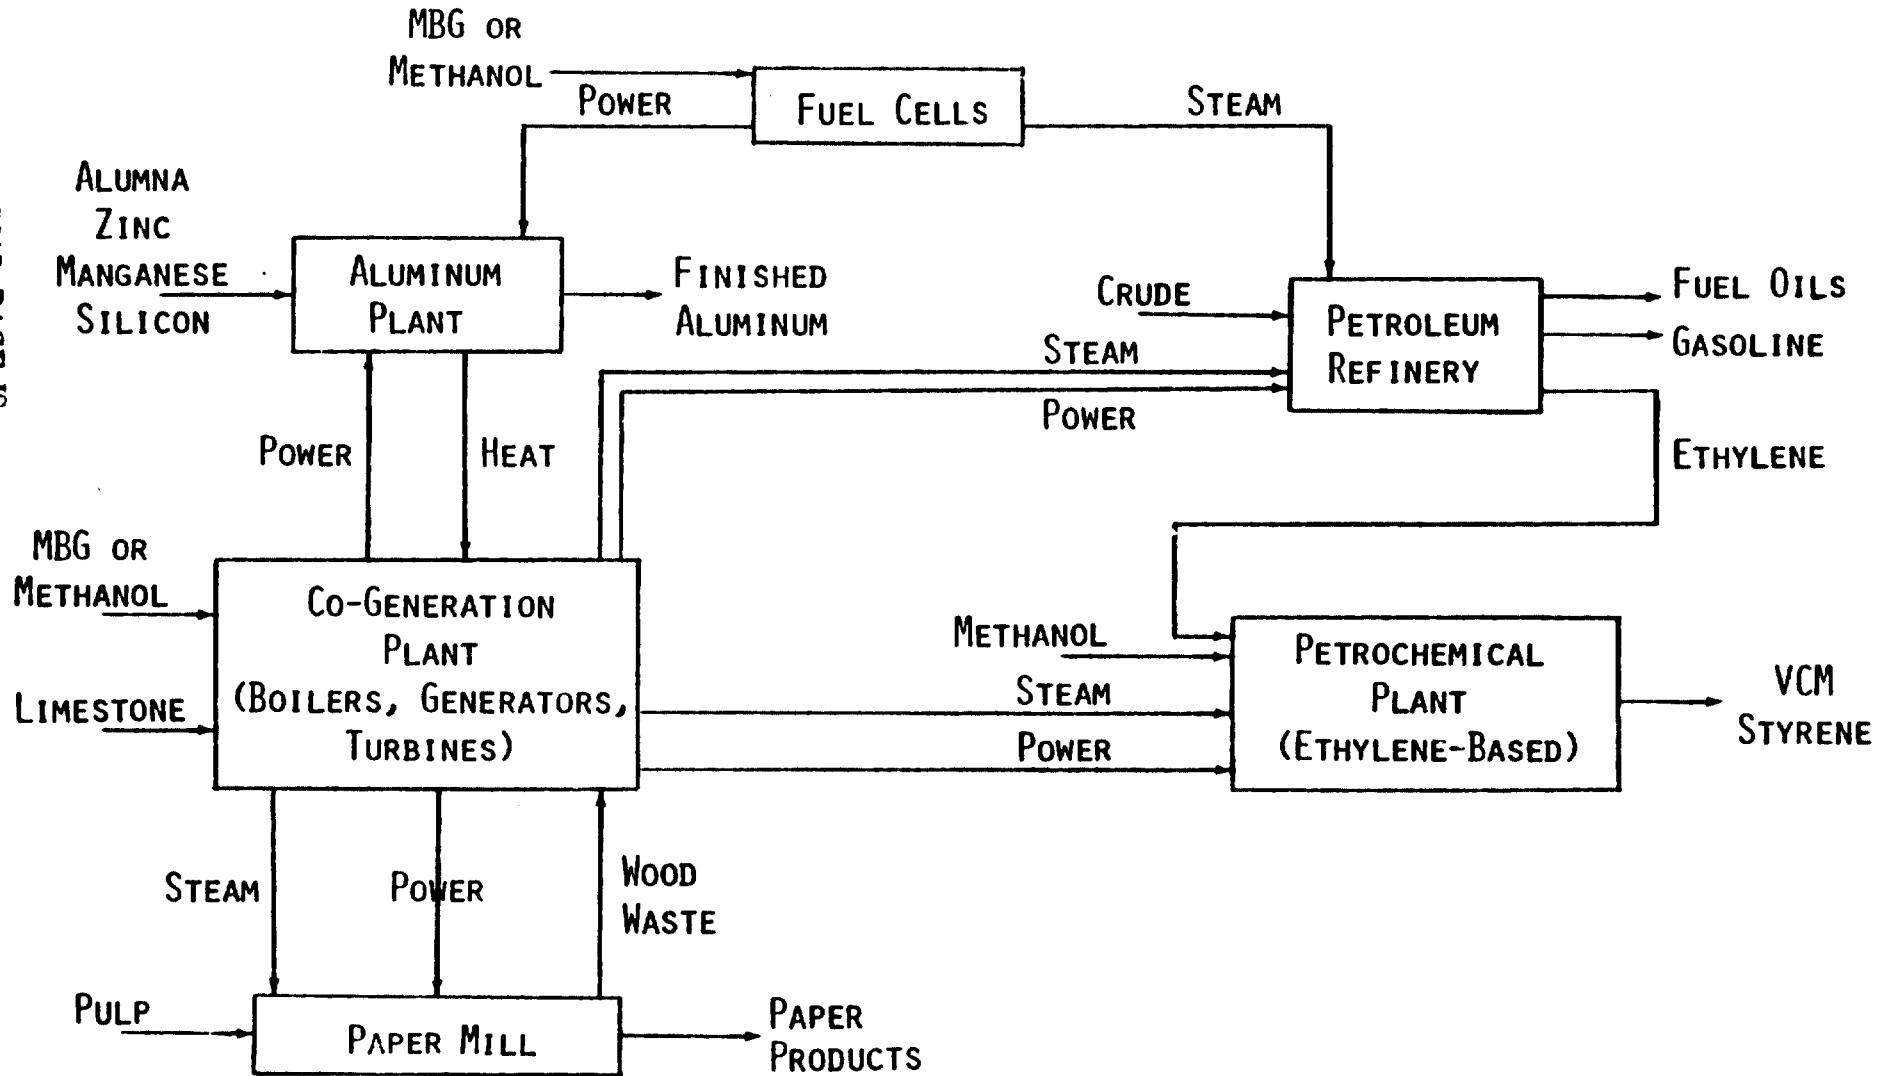 MBG OR
METHANOL
POWER
FUEL CELLS
STEAM
ALUMNA
ZINC
MANGANESE
SILICON
ALUMINUM
PLANT
FINISHED
ALUMINUM
CRUDE
STEAM
POWER
PETROLEUM
REFINERY
FUEL OILS
GASOLINE
POWER
HEAT
ETHYLENE
MBG OR
METHANOL
LIMESTONE
CO-GENERATION
PLANT
(BOILERS, GENERATORS,
TURBINES)
METHANOL
STEAM
POWER
PETROCHEMICAL
PLANT
(ETHYLENE-BASED)
VCM
STYRENE
STEAM
POWER
WOOD
WASTE
PULP
PAPER MILL
PAPER
PRODUCTS